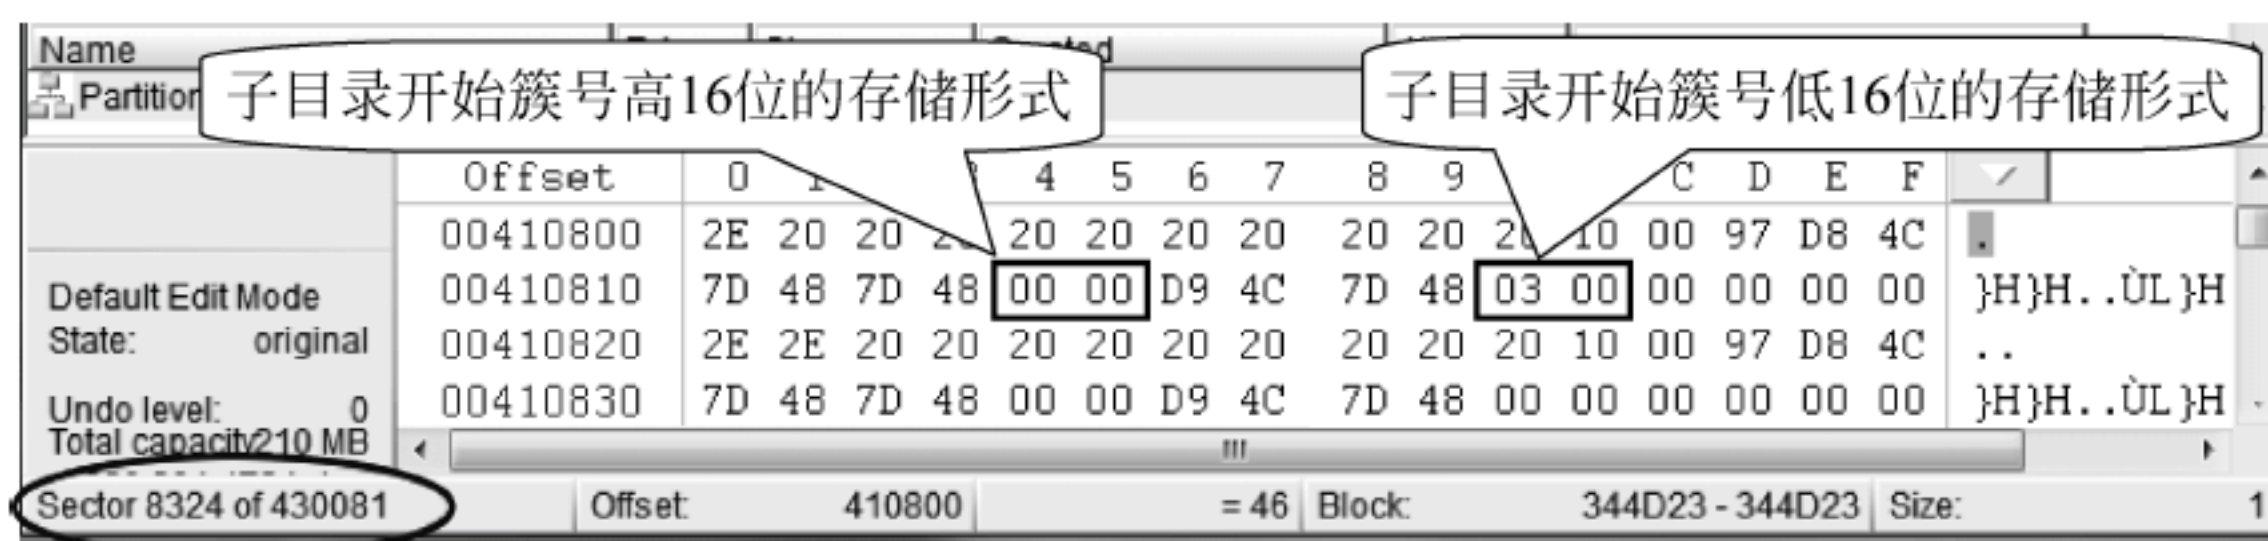 Name
Partition
子目录开始簇号高16位的存储形式
子目录开始簇号低16位的存储形式
Offset 0 4 5 6 7 8 9 C D E F
00410800 2E 20 20 20 20 20 20 20 20 20 10 00 97 D8 4C .
00410810 7D 48 7D 48 00 00 D9 4C 7D 48 03 00 00 00 00 00 }H}H..ÙL}H
00410820 2E 2E 20 20 20 20 20 20 20 20 20 10 00 97 D8 4C ..
00410830 7D 48 7D 48 00 00 D9 4C 7D 48 00 00 00 00 00 00 }H}H..ÙL}H
Default Edit Mode
State: original
Undo level: 0
Total capacity210 MB
Sector 8324 of 430081 Offset: 410800 = 46 Block: 344D23 - 344D23 Size: 1